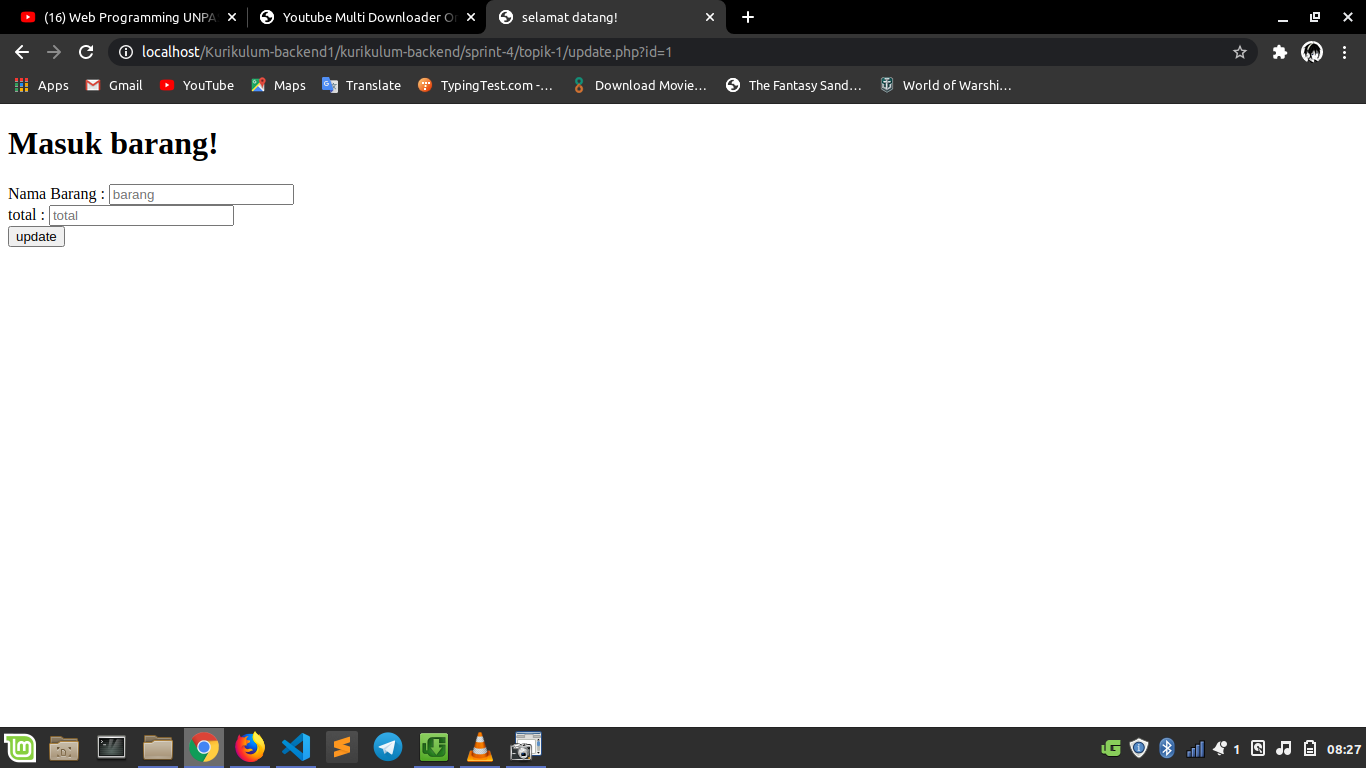 (16) Web Programming UNPA
Youtube Multi Downloader On
selamat datang!
localhost/Kurikulum-backend1/kurikulum-backend/sprint-4/topik-1/update.php?id=1
Apps
Gmail
YouTube
Maps
Translate
TypingTest.com -...
Download Movie...
The Fantasy Sand...
World of Warshi...
Masuk barang!
Nama Barang : barang
total : total
update
1
08:27